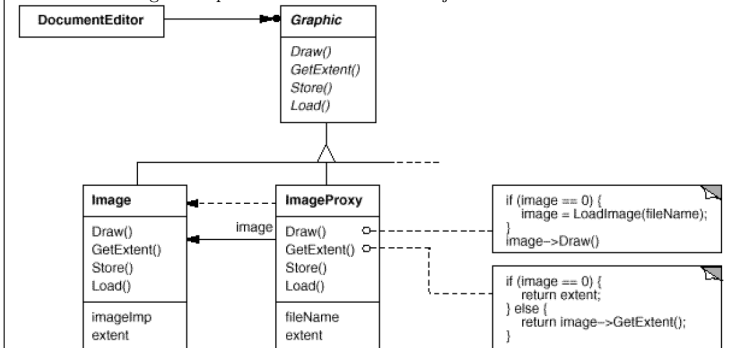 DocumentEditor
Graphic
Draw()
GetExtent()
Store()
Load()
Image
Draw()
GetExtent()
Store()
Load()
imageImp
extent
image
ImageProxy
Draw()
GetExtent()
Store()
Load()
fileName
extent
if (image == 0) {
image = LoadImage(fileName);
}
image->Draw()
if (image == 0) {
return extent;
} else {
return image->GetExtent();
}